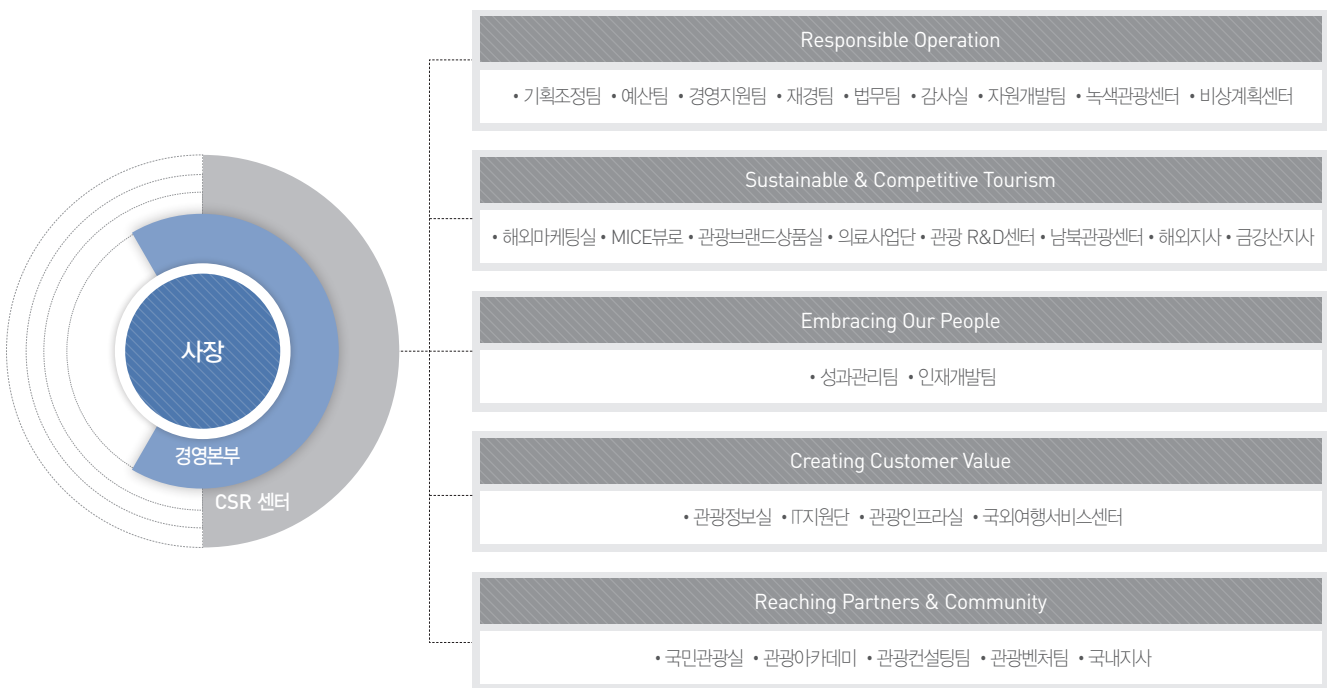 사장
경영본부
CSR 센터
Responsible Operation
• 기획조정팀 • 예산팀 • 경영지원팀 • 재경팀 • 법무팀 • 감사실 • 자원개발팀 • 녹색관광센터 • 비상계획센터
Sustainable & Competitive Tourism
• 해외마케팅실 • MICE뷰로 • 관광브랜드상품실 • 의료사업단 • 관광 R&D센터 • 남북관광센터 • 해외지사 • 금강산지사
Embracing Our People
• 성과관리팀 • 인재개발팀
Creating Customer Value
• 관광정보실 • IT지원단 • 관광인프라실 • 국외여행서비스센터
Reaching Partners & Community
• 국민관광실 • 관광아카데미 • 관광컨설팅팀 • 관광벤처팀 • 국내지사